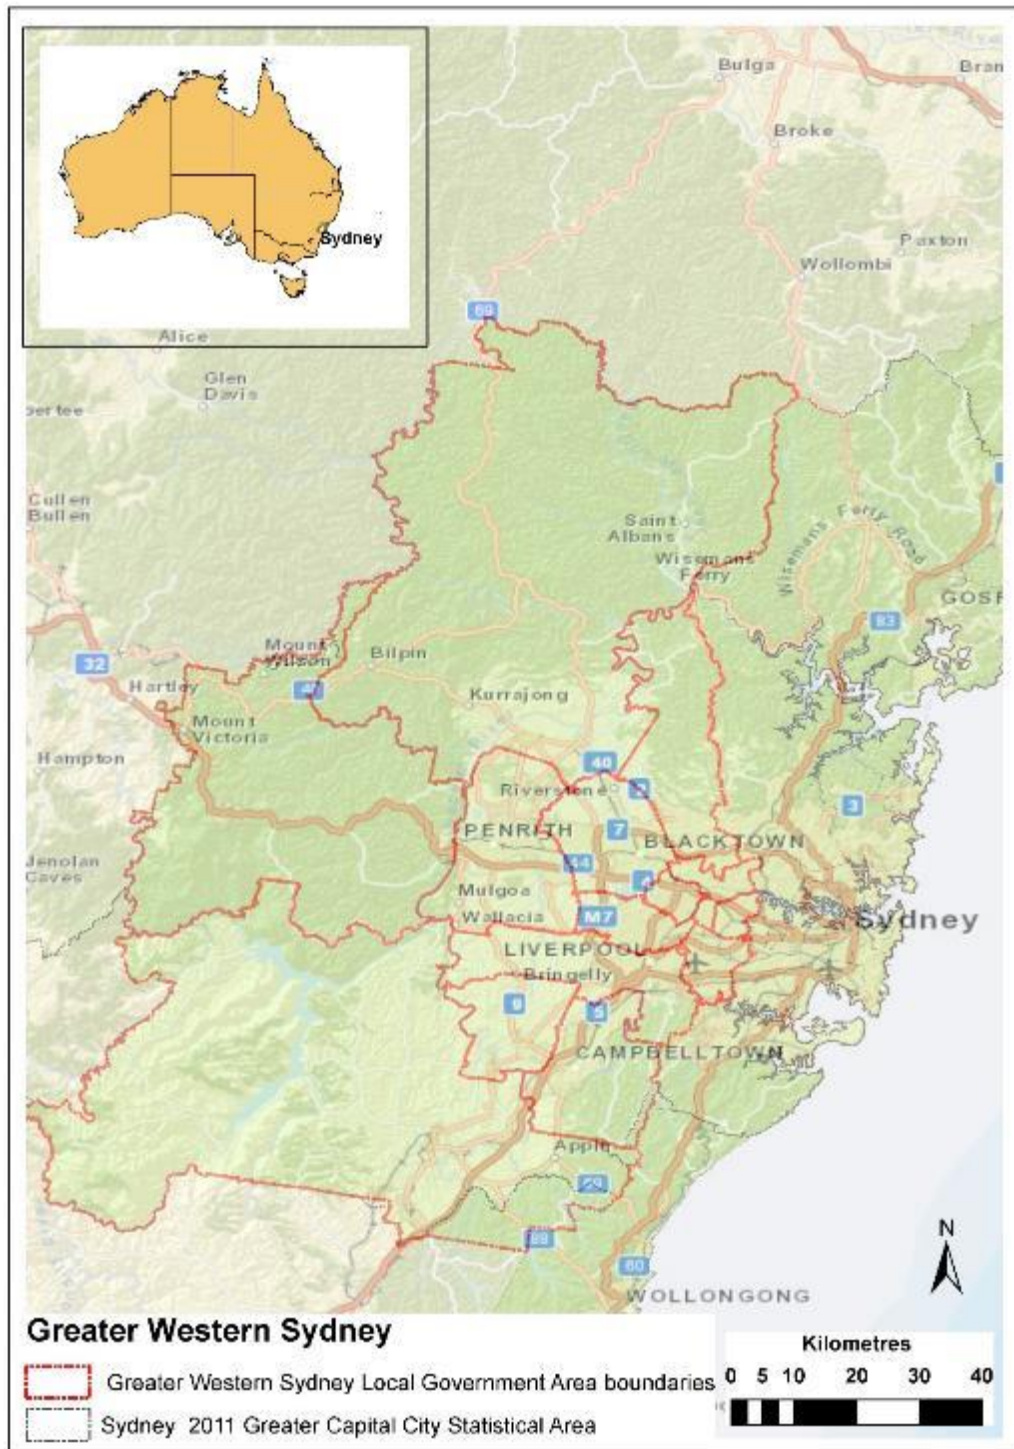 Bulga
Bran
Broke
Paxton
Wollombi
Sydney
69
Alice
Glen
Davis
Cullen
Bullen
Saint
Albans
Wisemans
Ferry
Wisemans Ferry Road
GOSF
83
Mount
Wilson
Bilpin
32
Hartley
Kurrajong
Mount
Victoria
Hampton
40
Riverstone
3
PENRITH
7
BLACKTOWN
Jenolan
Caves
44
4
Mulgoa
M7
Wallacia
Sydney
LIVERPOOL
Bringelly
9
5
CAMPBELLTOWN
Appin
69
88
60
N
WOLLONGONG
Greater Western Sydney
Kilometres
0 5 10 20 30 40
Greater Western Sydney Local Government Area boundaries
Sydney 2011 Greater Capital City Statistical Area